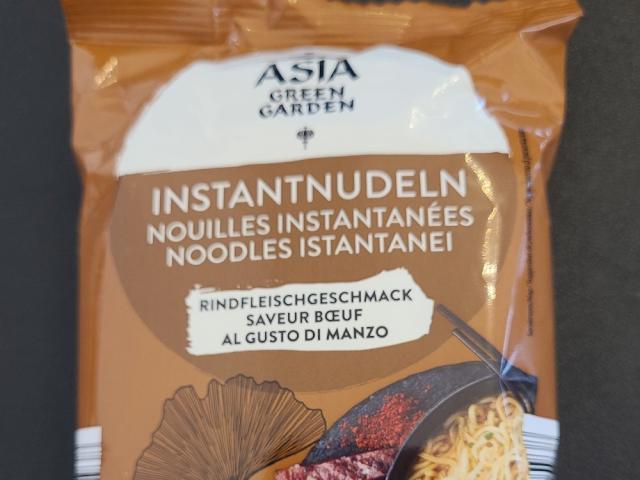 ASIA
GREEN
GARDEN
INSTANTNUDELN
NOUILLES INSTANTANÉES
NOODLES ISTANTANEI
RINDFLEISCHGESCHMACK
SAVEUR BŒUF
AL GUSTO DI MANZO